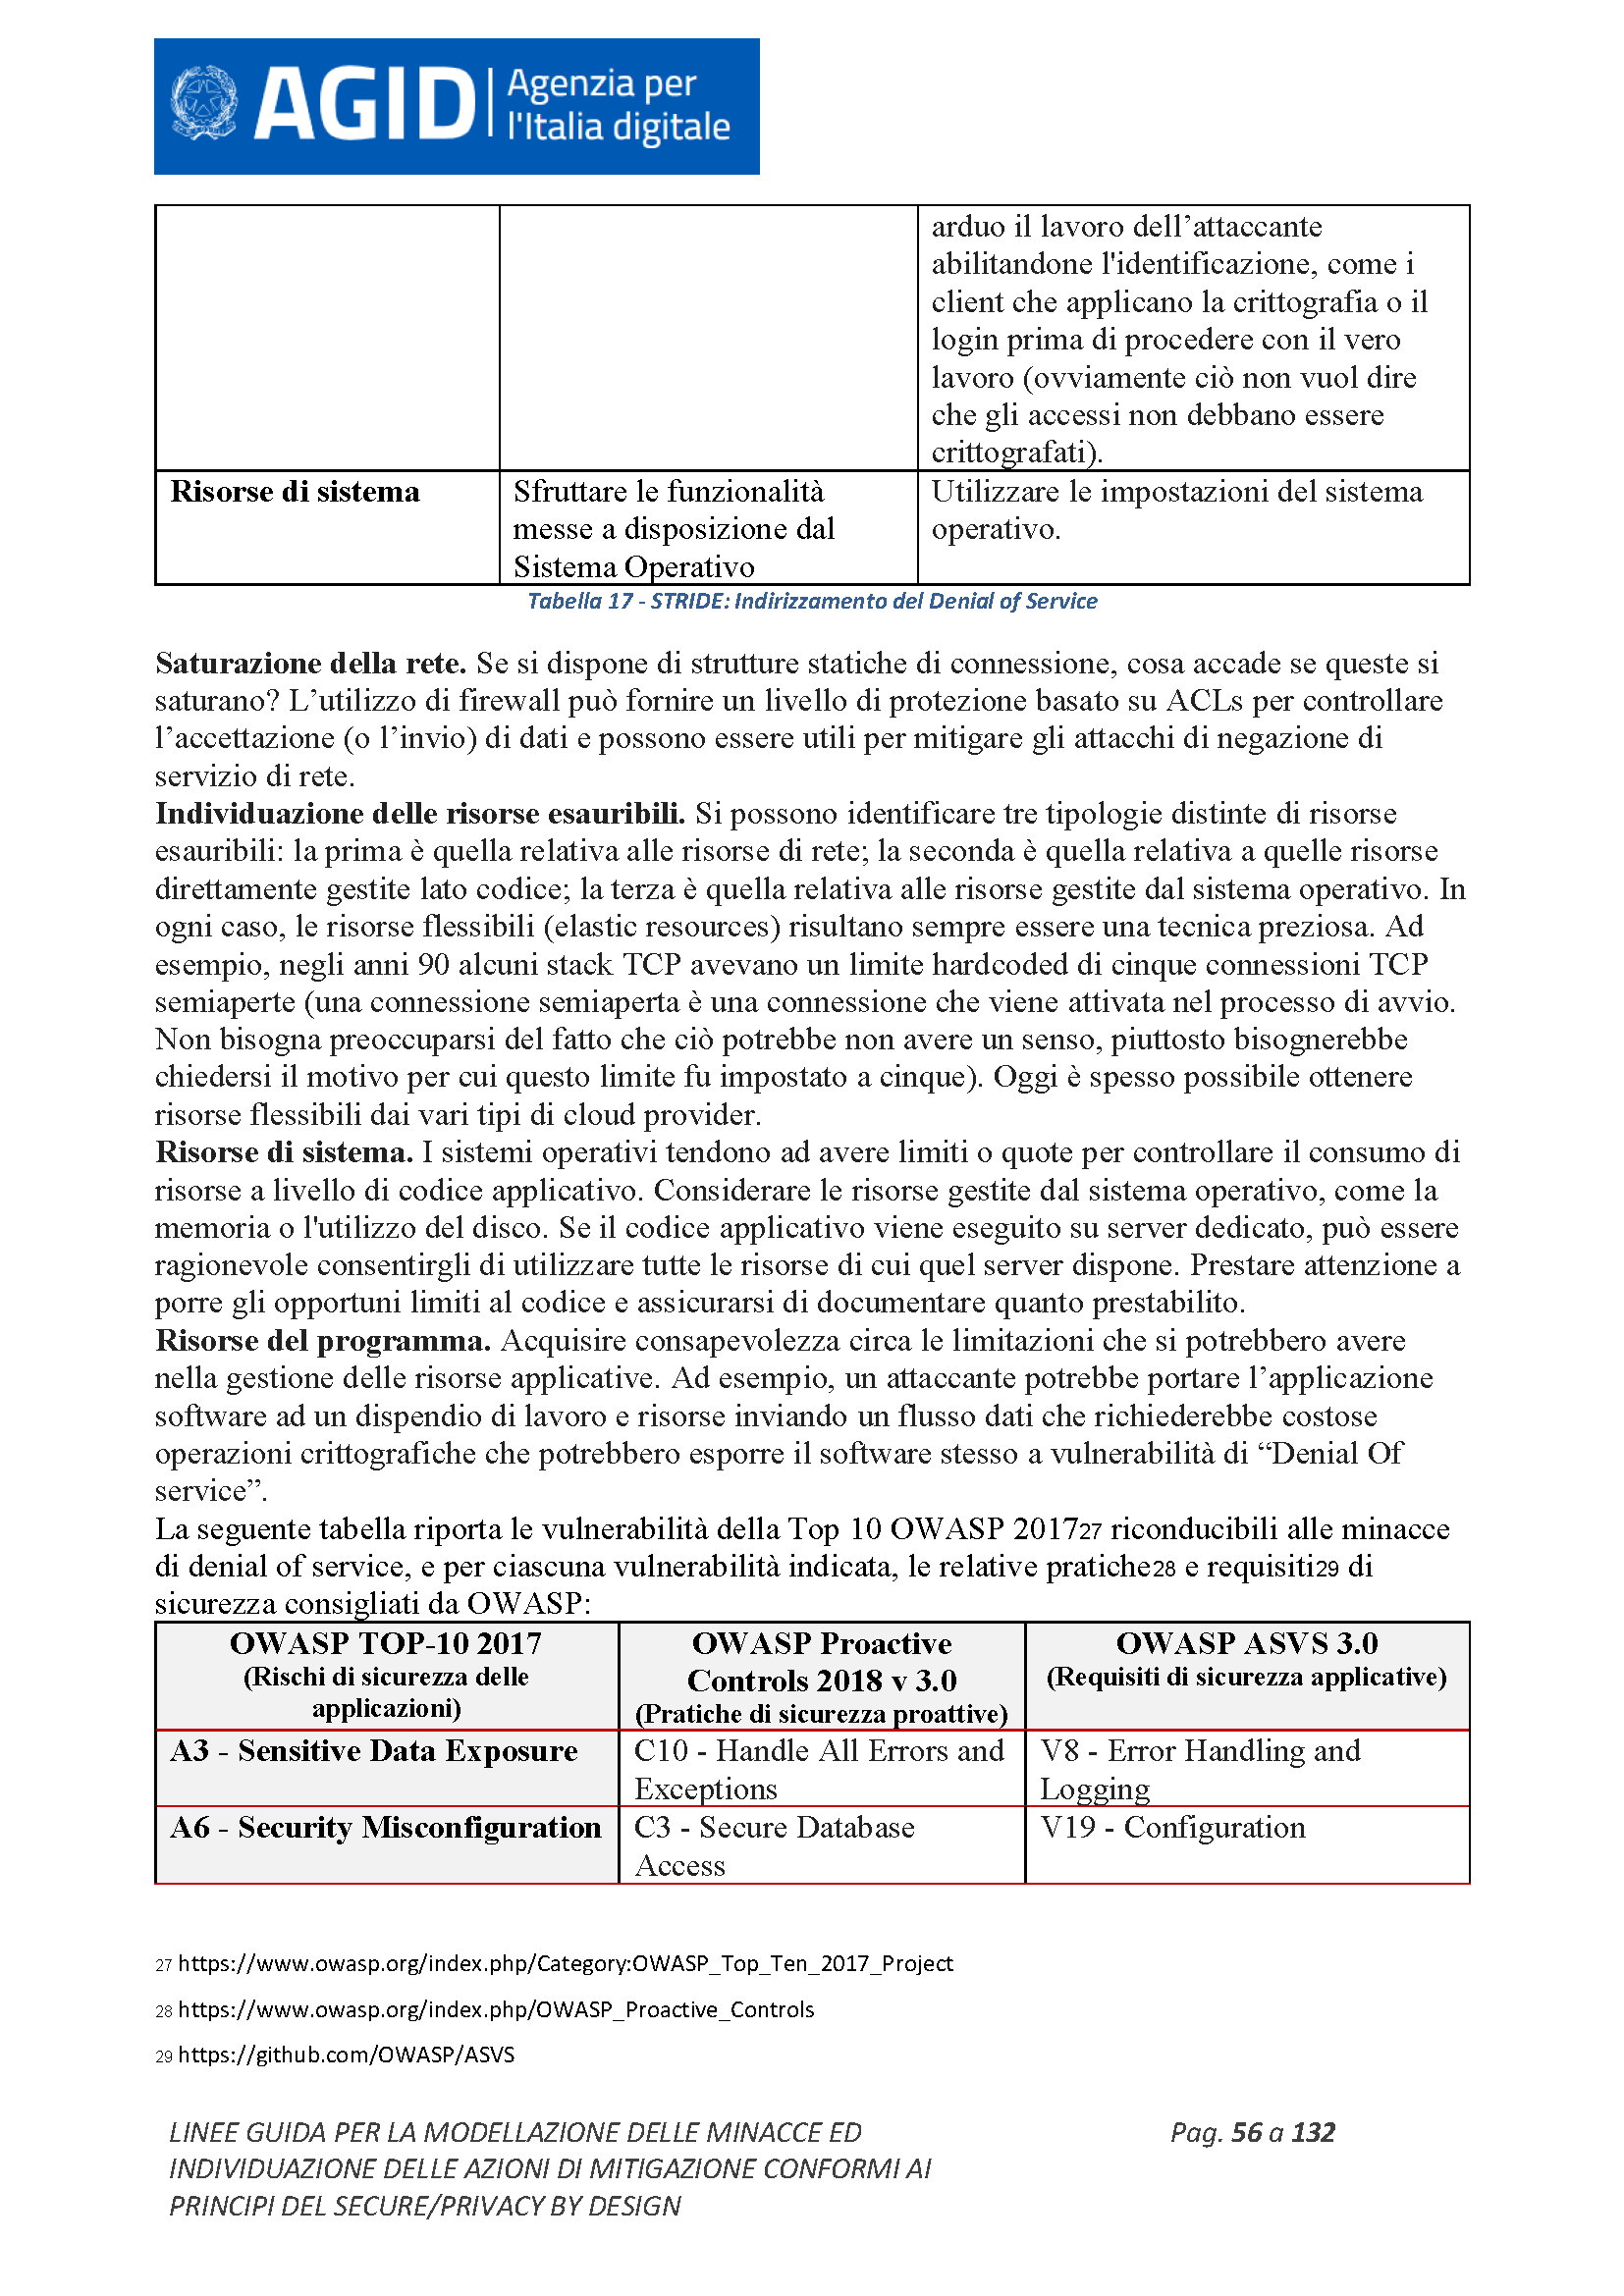 AGID
Agenzia per
l'Italia digitale
arduo il lavoro dell’attaccante
abilitandone l'identificazione, come i
client che applicano la crittografia o il
login prima di procedere con il vero
lavoro (ovviamente ciò non vuol dire
che gli accessi non debbano essere
crittografati).
Risorse di sistema
Sfruttare le funzionalità
messe a disposizione dal
Sistema Operativo
Utilizzare le impostazioni del sistema
operativo.
Tabella 17 - STRIDE: Indirizzamento del Denial of Service
Saturazione della rete. Se si dispone di strutture statiche di connessione, cosa accade se queste si
saturano? L’utilizzo di firewall può fornire un livello di protezione basato su ACLs per controllare
l’accettazione (o l’invio) di dati e possono essere utili per mitigare gli attacchi di negazione di
servizio di rete.
Individuazione delle risorse esauribili. Si possono identificare tre tipologie distinte di risorse
esauribili: la prima è quella relativa alle risorse di rete; la seconda è quella relativa a quelle risorse
direttamente gestite lato codice; la terza è quella relativa alle risorse gestite dal sistema operativo. In
ogni caso, le risorse flessibili (elastic resources) risultano sempre essere una tecnica preziosa. Ad
esempio, negli anni 90 alcuni stack TCP avevano un limite hardcoded di cinque connessioni TCP
semiaperte (una connessione semiaperta è una connessione che viene attivata nel processo di avvio.
Non bisogna preoccuparsi del fatto che ciò potrebbe non avere un senso, piuttosto bisognerebbe
chiedersi il motivo per cui questo limite fu impostato a cinque). Oggi è spesso possibile ottenere
risorse flessibili dai vari tipi di cloud provider.
Risorse di sistema. I sistemi operativi tendono ad avere limiti o quote per controllare il consumo di
risorse a livello di codice applicativo. Considerare le risorse gestite dal sistema operativo, come la
memoria o l'utilizzo del disco. Se il codice applicativo viene eseguito su server dedicato, può essere
ragionevole consentirgli di utilizzare tutte le risorse di cui quel server dispone. Prestare attenzione a
porre gli opportuni limiti al codice e assicurarsi di documentare quanto prestabilito.
Risorse del programma. Acquisire consapevolezza circa le limitazioni che si potrebbero avere
nella gestione delle risorse applicative. Ad esempio, un attaccante potrebbe portare l’applicazione
software ad un dispendio di lavoro e risorse inviando un flusso dati che richiederebbe costose
operazioni crittografiche che potrebbero esporre il software stesso a vulnerabilità di “Denial Of
service”.
La seguente tabella riporta le vulnerabilità della Top 10 OWASP 201727 riconducibili alle minacce
di denial of service, e per ciascuna vulnerabilità indicata, le relative pratiche28 e requisiti29 di
sicurezza consigliati da OWASP:
OWASP TOP-10 2017
(Rischi di sicurezza delle
applicazioni)
OWASP Proactive
Controls 2018 v 3.0
(Pratiche di sicurezza proattive)
OWASP ASVS 3.0
(Requisiti di sicurezza applicative)
A3 - Sensitive Data Exposure
C10 - Handle All Errors and
Exceptions
V8 - Error Handling and
Logging
A6 - Security Misconfiguration
C3 - Secure Database
Access
V19 - Configuration
27 https://www.owasp.org/index.php/Category:OWASP_Top_Ten_2017_Project
28 https://www.owasp.org/index.php/OWASP_Proactive_Controls
29 https://github.com/OWASP/ASVS
LINEE GUIDA PER LA MODELLAZIONE DELLE MINACCE ED
INDIVIDUAZIONE DELLE AZIONI DI MITIGAZIONE CONFORMI AI
PRINCIPI DEL SECURE/PRIVACY BY DESIGN
Pag. 56 a 132